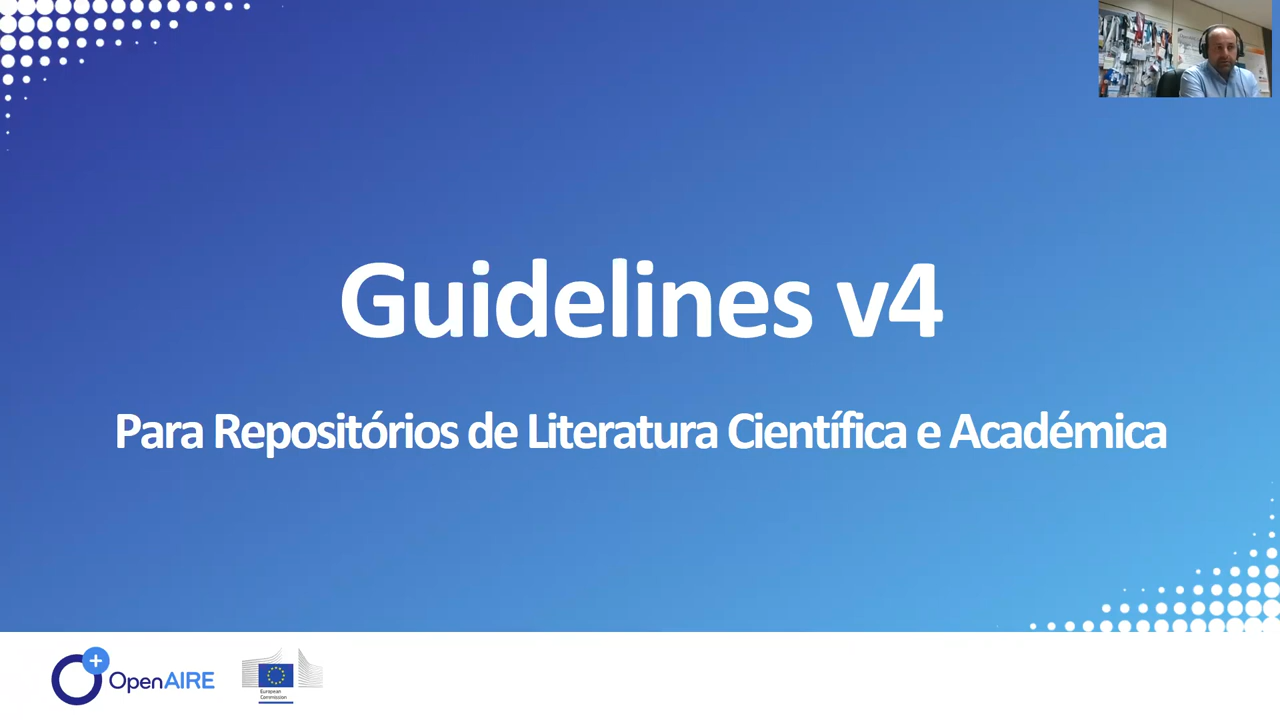 Guidelines v4
Para Repositórios de Literatura Científica e Académica
OpenAIRE
European
Commission